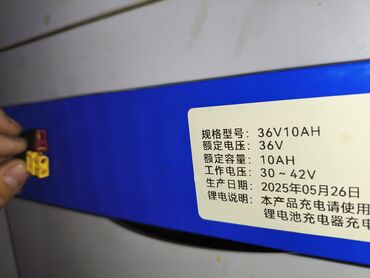 规格型号: 36V10AH
额定电压: 36V
额定容量: 10AH
工作电压: 30~42V
生产日期: 2025年05月26日
锂电说明: 本产品充电请使用
锂电池充电器充电